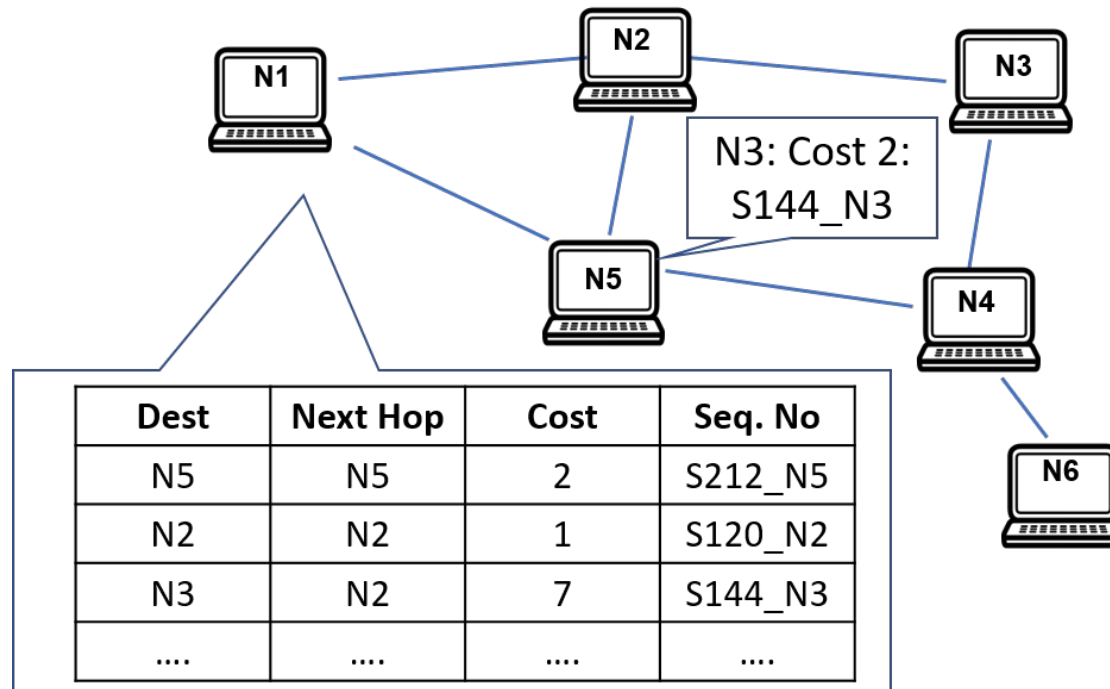 N1
N2
N3
N3: Cost 2:
S144_N3
N5
N4
N6
Dest Next Hop Cost Seq. No
N5 N5 2 S212_N5
N2 N2 1 S120_N2
N3 N2 7 S144_N3
.... .... .... ....